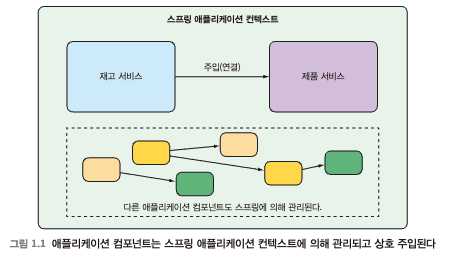 스프링 애플리케이션 컨텍스트
재고 서비스
주입(연결)
제품 서비스
다른 애플리케이션 컴포넌트도 스프링에 의해 관리된다.
그림 1.1 애플리케이션 컴포넌트는 스프링 애플리케이션 컨텍스트에 의해 관리되고 상호 주입된다